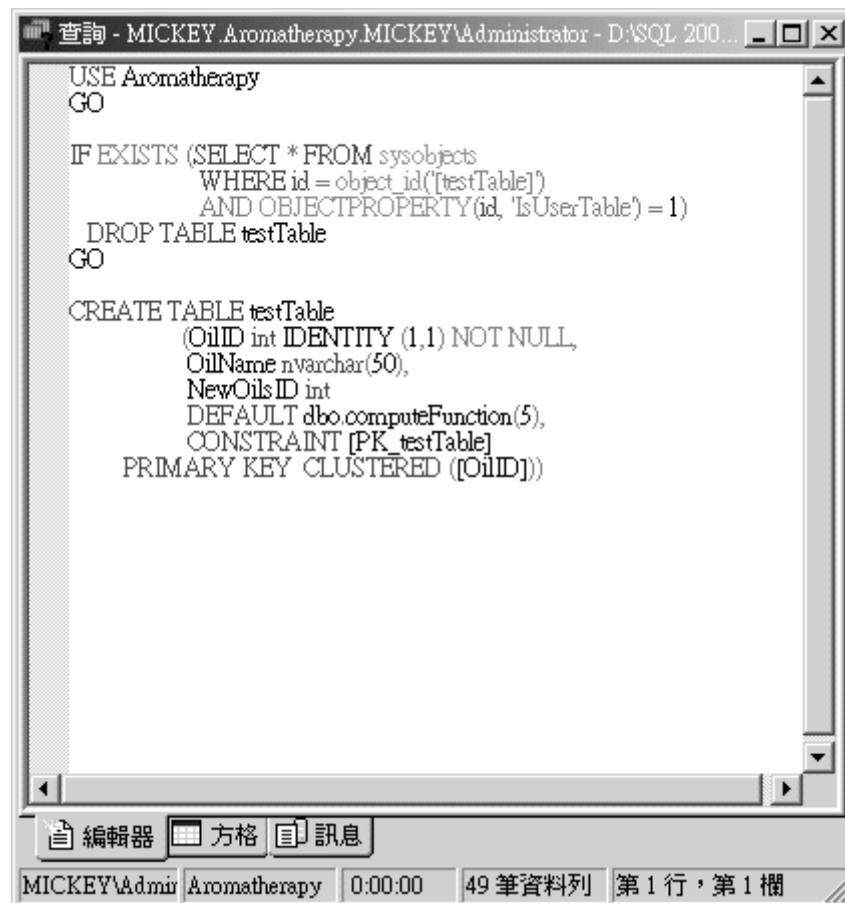 查詢 - MICKEY.Aromatherapy.MICKEY\Administrator - D:\SQL 200...
USE Aromatherapy
GO
IF EXISTS (SELECT * FROM sysobjects
WHERE id = object_id('[testTable]')
AND OBJECTPROPERTY(id, 'IsUserTable') = 1)
DROP TABLE testTable
GO
CREATE TABLE testTable
(OilID int IDENTITY (1,1) NOT NULL,
OilName nvarchar(50),
NewOilsID int
DEFAULT dbo.computeFunction(5),
CONSTRAINT [PK_testTable]
PRIMARY KEY CLUSTERED ([OilID]))
編輯器 方格 訊息
MICKEY\Admir Aromatherapy 0:00:00 49 筆資料列 第 1 行，第 1 欄